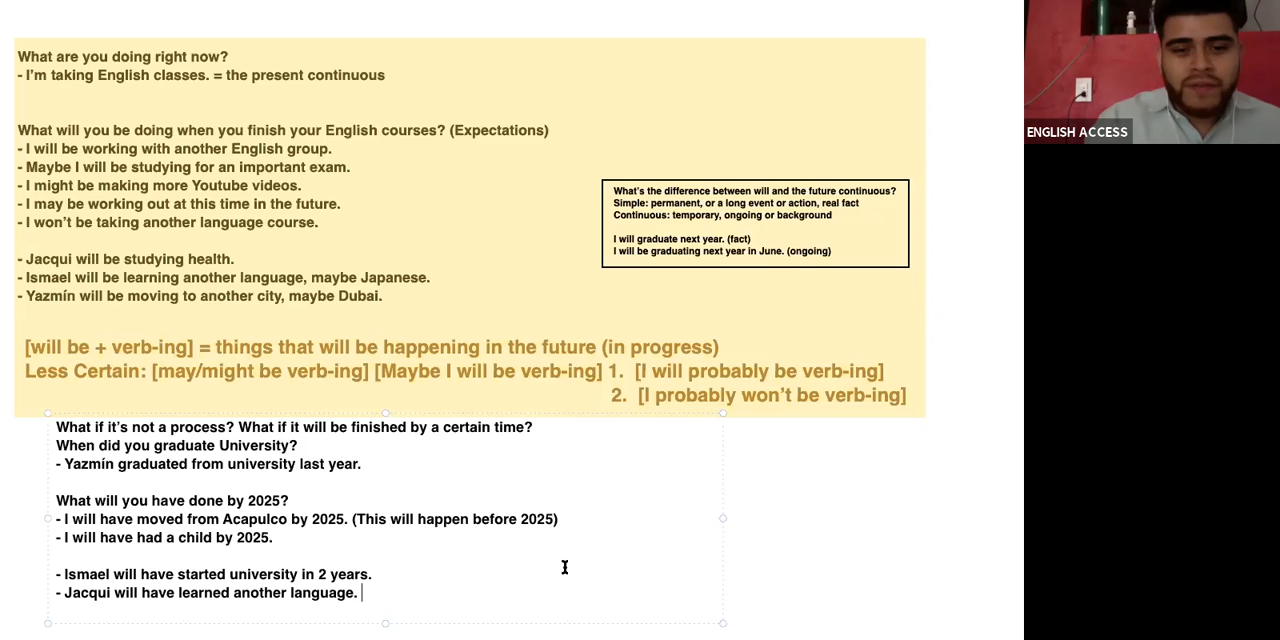 What are you doing right now?
- I’m taking English classes. = the present continuous
What will you be doing when you finish your English courses? (Expectations)
- I will be working with another English group.
- Maybe I will be studying for an important exam.
- I might be making more Youtube videos.
- I may be working out at this time in the future.
- I won’t be taking another language course.
- Jacqui will be studying health.
- Ismael will be learning another language, maybe Japanese.
- Yazmín will be moving to another city, maybe Dubai.
What’s the difference between will and the future continuous?
Simple: permanent, or a long event or action, real fact
Continuous: temporary, ongoing or background
I will graduate next year. (fact)
I will be graduating next year in June. (ongoing)
[will be + verb-ing] = things that will be happening in the future (in progress)
Less Certain: [may/might be verb-ing] [Maybe I will be verb-ing] 1. [I will probably be verb-ing]
2. [I probably won’t be verb-ing]
What if it’s not a process? What if it will be finished by a certain time?
When did you graduate University?
- Yazmín graduated from university last year.
What will you have done by 2025?
- I will have moved from Acapulco by 2025. (This will happen before 2025)
- I will have had a child by 2025.
- Ismael will have started university in 2 years.
- Jacqui will have learned another language.
ENGLISH ACCESS